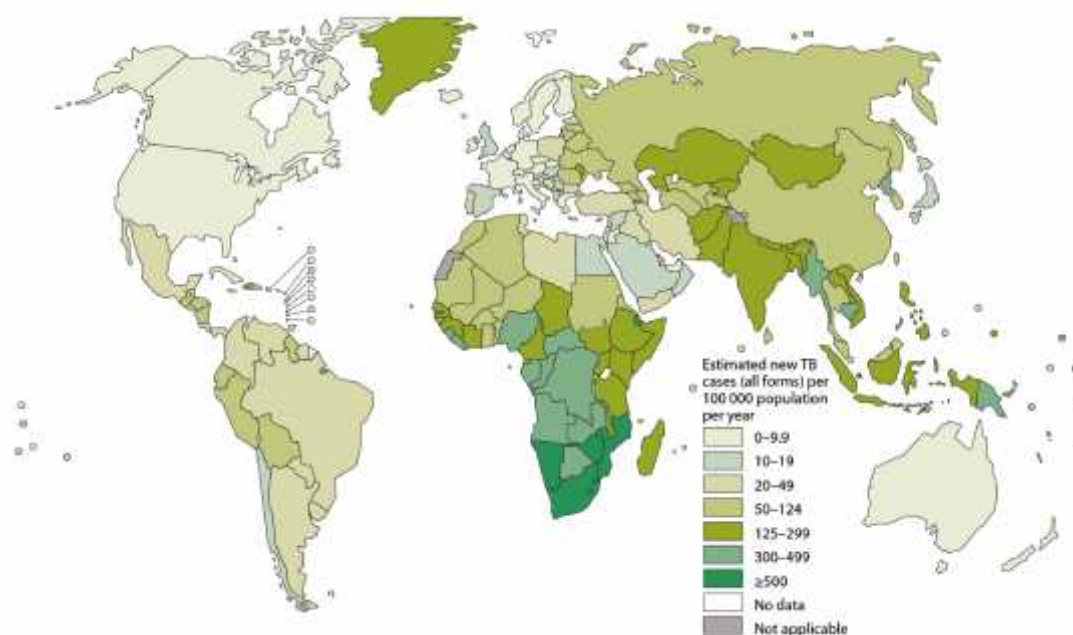 Estimated new TB
cases (all forms) per
100 000 population
per year
0–9.9
10–19
20–49
50–124
125–299
300–499
≥500
No data
Not applicable